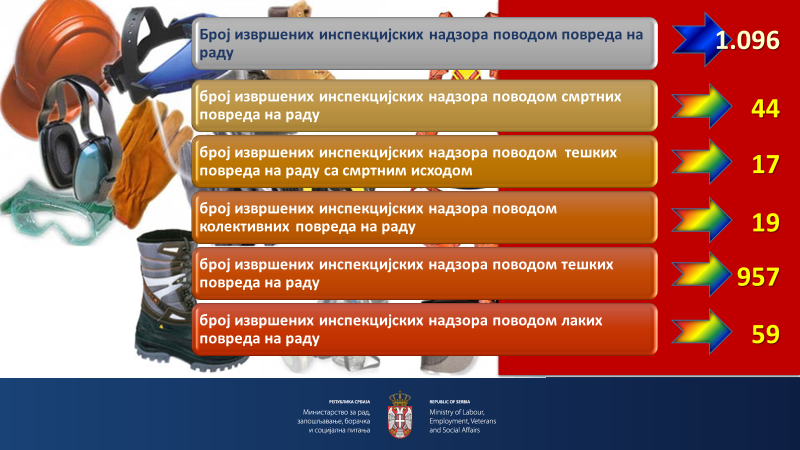 Број извршених инспекцијских надзора поводом повреда на
раду
1.096
број извршених инспекцијских надзора поводом смртних
повреда на раду
44
број извршених инспекцијских надзора поводом  тешких
повреда на раду са смртним исходом
17
број извршених инспекцијских надзора поводом
колективних повреда на раду
19
број извршених инспекцијских надзора поводом тешких
повреда на раду
957
број извршених инспекцијских надзора поводом лаких
повреда на раду
59
РЕПУБЛИКА СРБИЈА
Министарство за рад,
запошљавање, борачка
и социјална питања
REPUBLIC OF SERBIA
Ministry of Labour,
Employment, Veterans
and Social Affairs